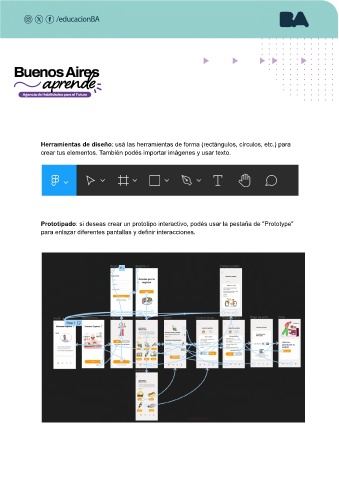 /educacionBA
BA
Buenos Aires
aprende
Agencia de Habilidades para el Futuro
Herramientas de diseño: usá las herramientas de forma (rectángulos, círculos, etc.) para
crear tus elementos. También podés importar imágenes y usar texto.
Prototipado: si deseas crear un prototipo interactivo, podés usar la pestaña de "Prototype"
para enlazar diferentes pantallas y definir interacciones.